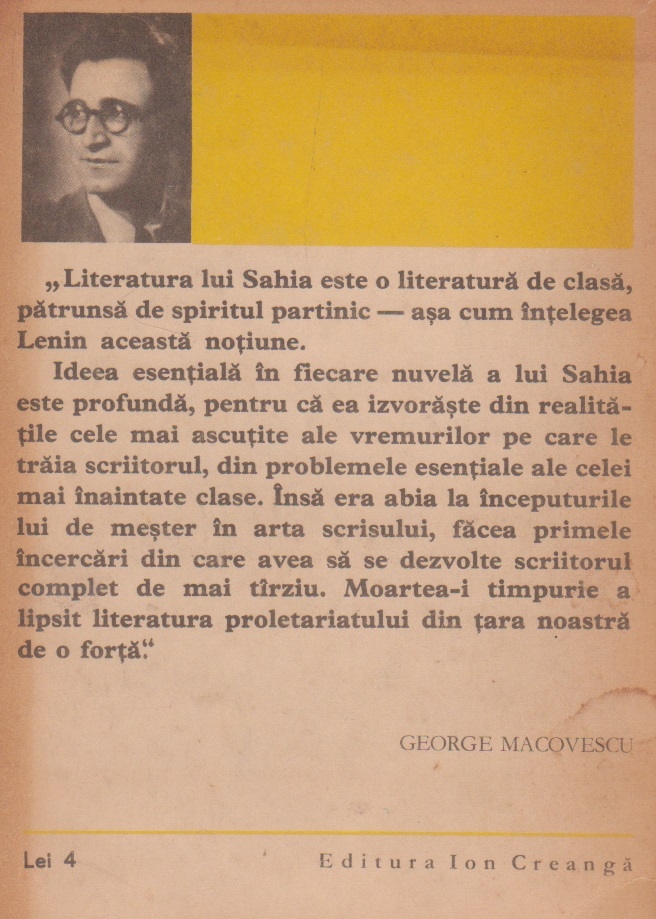 „Literatura lui Sahia este o literatură de clasă,
pătrunsă de spiritul partinic — așa cum înțelegea
Lenin această noțiune.
Ideea esențială în fiecare nuvelă a lui Sahia
este profundă, pentru că ea izvorăște din realită-
țile cele mai ascuțite ale vremurilor pe care le
trăia scriitorul, din problemele esențiale ale celei
mai înaintate clase. Însă era abia la începuturile
lui de meșter în arta scrisului, făcea primele
încercări din care avea să se dezvolte scriitorul
complet de mai tîrziu. Moartea-i timpurie a
lipsit literatura proletariatului din țara noastră
de o forță.“
GEORGE MACOVESCU
Lei 4
Editura Ion Creangă